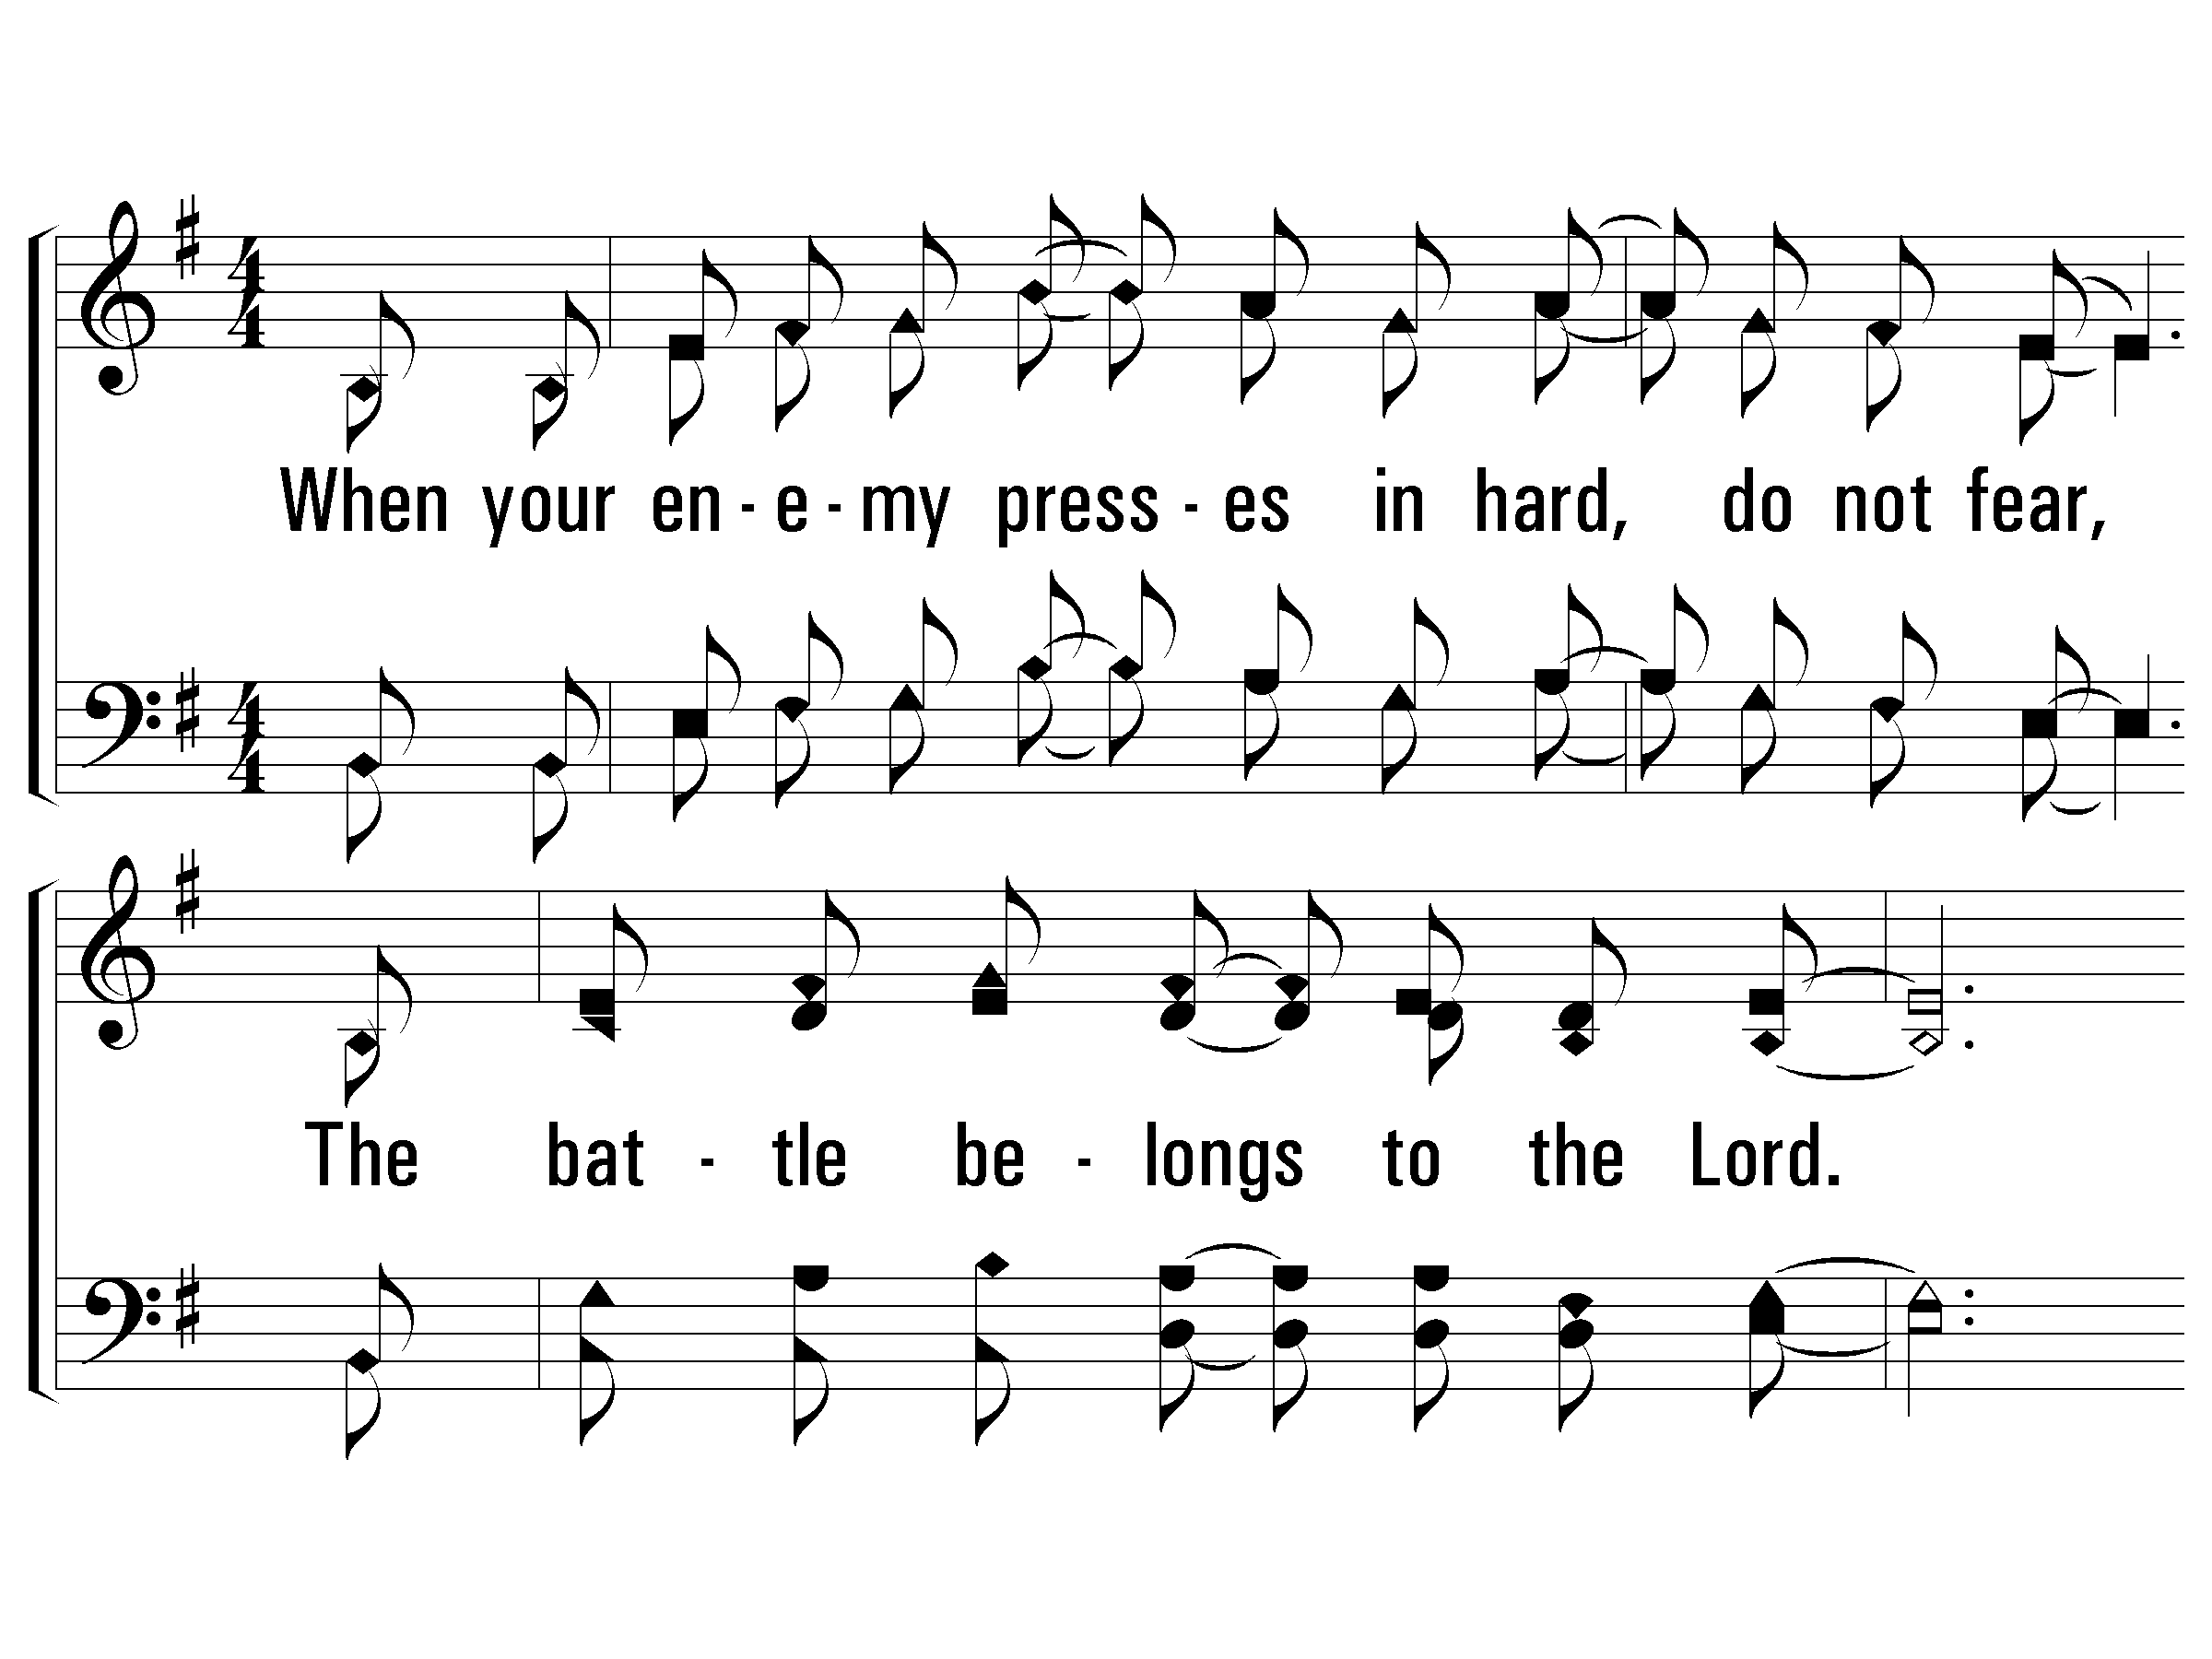 When your en - e - my press - es in hard, do not fear,
The bat - tle be - longs to the Lord.